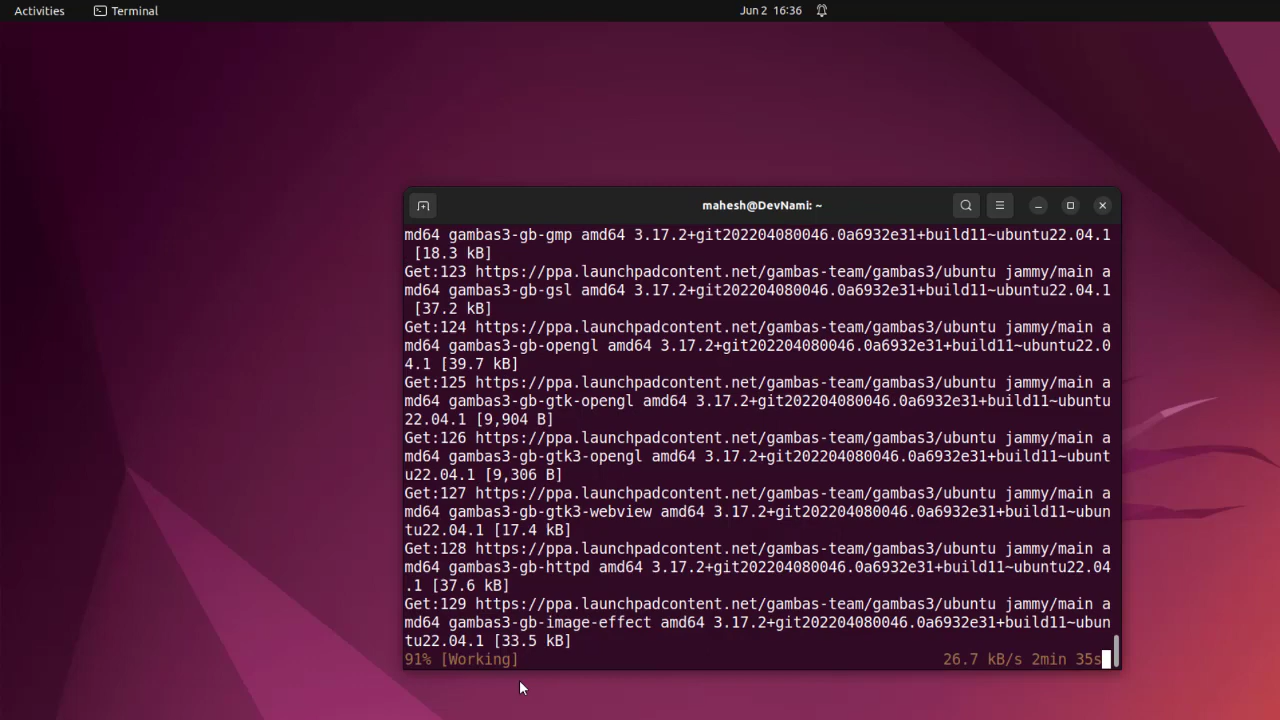 Activities
Terminal
Jun 2 16:36
mahesh@DevNami: ~
md64 gambas3-gb-gmp amd64 3.17.2+git202204080046.0a6932e31+build11~ubuntu22.04.1
[18.3 kB]
Get:123 https://ppa.launchpadcontent.net/gambas-team/gambas3/ubuntu jammy/main a
md64 gambas3-gb-gsl amd64 3.17.2+git202204080046.0a6932e31+build11~ubuntu22.04.1
[37.2 kB]
Get:124 https://ppa.launchpadcontent.net/gambas-team/gambas3/ubuntu jammy/main a
md64 gambas3-gb-opengl amd64 3.17.2+git202204080046.0a6932e31+build11~ubuntu22.0
4.1 [39.7 kB]
Get:125 https://ppa.launchpadcontent.net/gambas-team/gambas3/ubuntu jammy/main a
md64 gambas3-gb-gtk-opengl amd64 3.17.2+git202204080046.0a6932e31+build11~ubuntu
22.04.1 [9,904 B]
Get:126 https://ppa.launchpadcontent.net/gambas-team/gambas3/ubuntu jammy/main a
md64 gambas3-gb-gtk3-opengl amd64 3.17.2+git202204080046.0a6932e31+build11~ubunt
u22.04.1 [9,306 B]
Get:127 https://ppa.launchpadcontent.net/gambas-team/gambas3/ubuntu jammy/main a
md64 gambas3-gb-gtk3-webview amd64 3.17.2+git202204080046.0a6932e31+build11~ubun
tu22.04.1 [17.4 kB]
Get:128 https://ppa.launchpadcontent.net/gambas-team/gambas3/ubuntu jammy/main a
md64 gambas3-gb-httpd amd64 3.17.2+git202204080046.0a6932e31+build11~ubuntu22.04
.1 [37.6 kB]
Get:129 https://ppa.launchpadcontent.net/gambas-team/gambas3/ubuntu jammy/main a
md64 gambas3-gb-image-effect amd64 3.17.2+git202204080046.0a6932e31+build11~ubun
tu22.04.1 [33.5 kB]
91% [Working] 26.7 kB/s 2min 35s